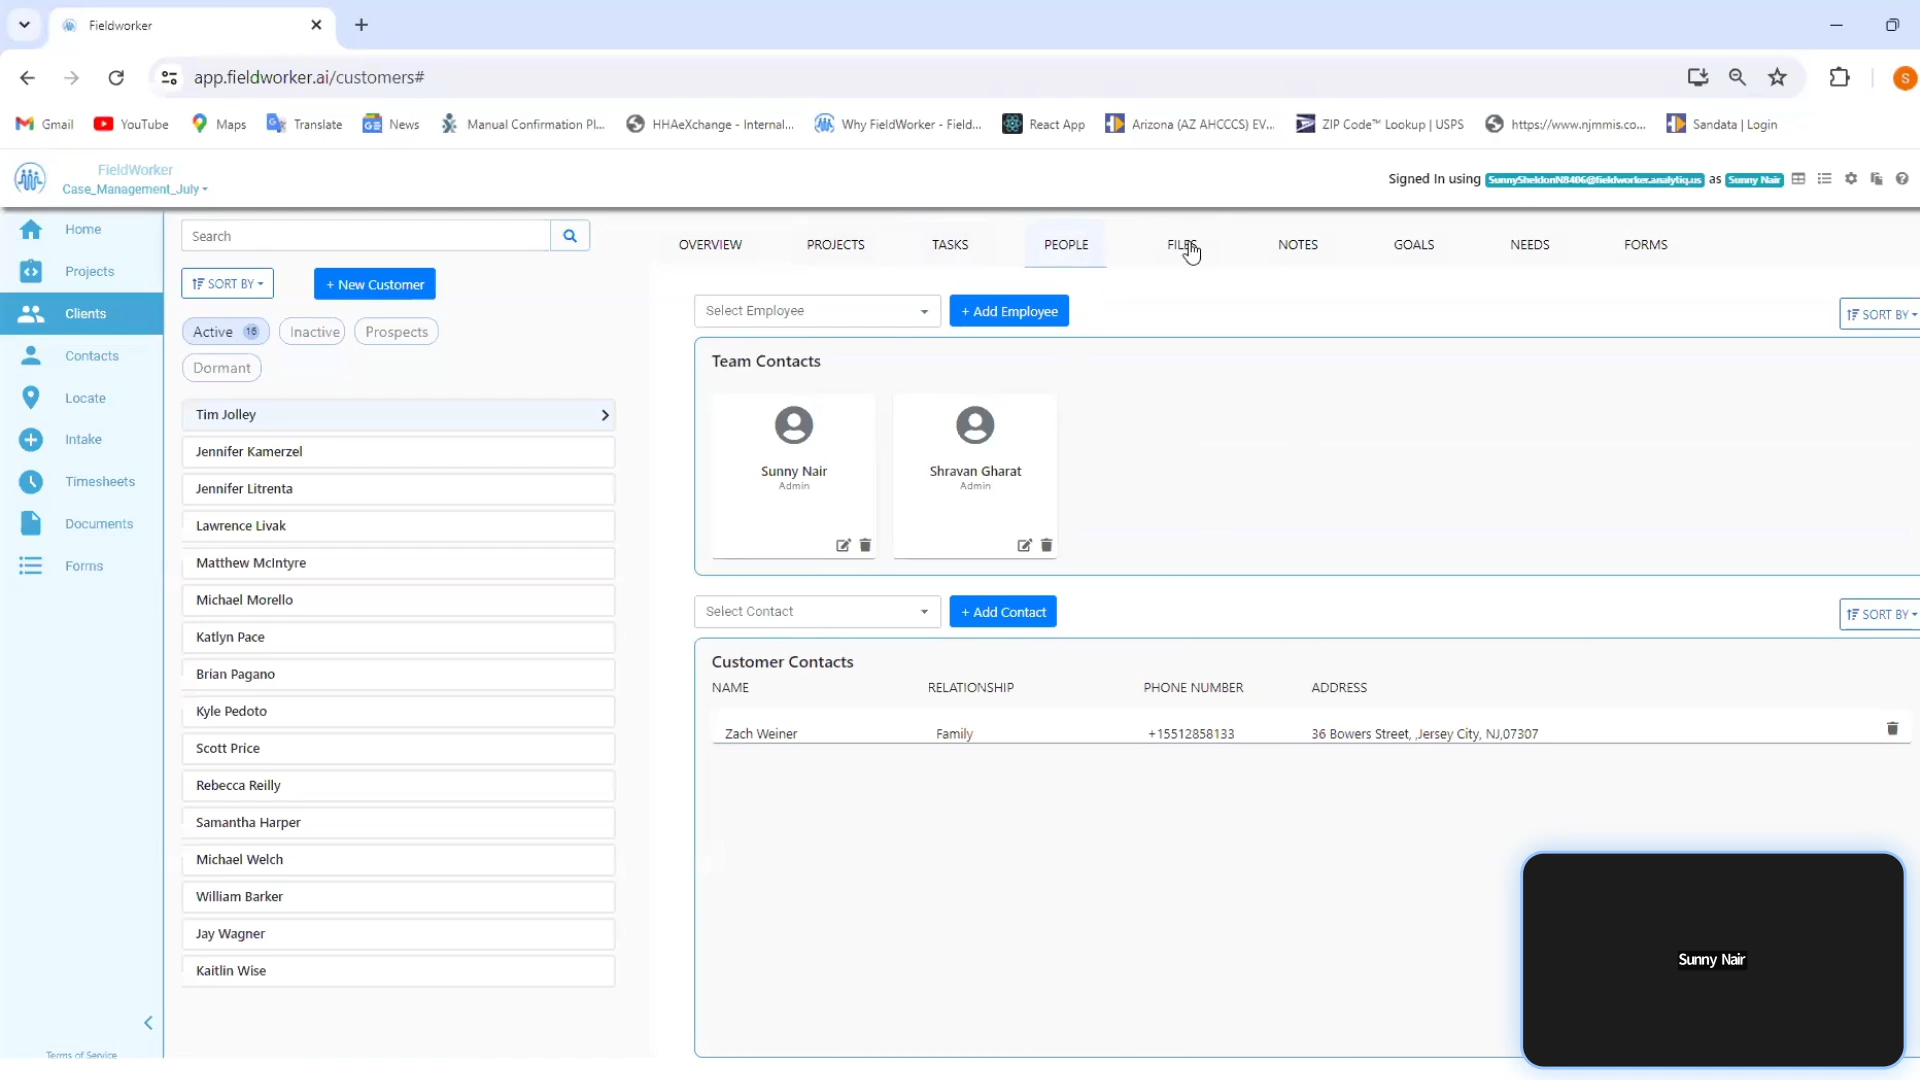 Fieldworker
app.fieldworker.ai/customers#
S
Gmail
YouTube
Maps
Translate
News
Manual Confirmation Pl...
HHAeXchange - Internal...
Why FieldWorker - Field...
React App
Arizona (AZ AHCCCS) EV...
ZIP Code™ Lookup | USPS
https://www.njmmis.co...
Sandata | Login
FieldWorker
Case_Management_July
Signed In using SunnySheldonN8406@fieldworker.analytiq.us as Sunny Nair
Home
Projects
Clients
Contacts
Locate
Intake
Timesheets
Documents
Forms
Terms of Service
Search
SORT BY
+ New Customer
Active 16
Inactive
Prospects
Dormant
Tim Jolley
Jennifer Kamerzel
Jennifer Litrenta
Lawrence Livak
Matthew McIntyre
Michael Morello
Katlyn Pace
Brian Pagano
Kyle Pedoto
Scott Price
Rebecca Reilly
Samantha Harper
Michael Welch
William Barker
Jay Wagner
Kaitlin Wise
OVERVIEW
PROJECTS
TASKS
PEOPLE
FILES
NOTES
GOALS
NEEDS
FORMS
Select Employee
+ Add Employee
SORT BY
Team Contacts
Sunny Nair
Admin
Shravan Gharat
Admin
Select Contact
+ Add Contact
SORT BY
Customer Contacts
NAME RELATIONSHIP PHONE NUMBER ADDRESS
Zach Weiner Family +15512858133 36 Bowers Street, ,Jersey City, NJ,07307
Sunny Nair